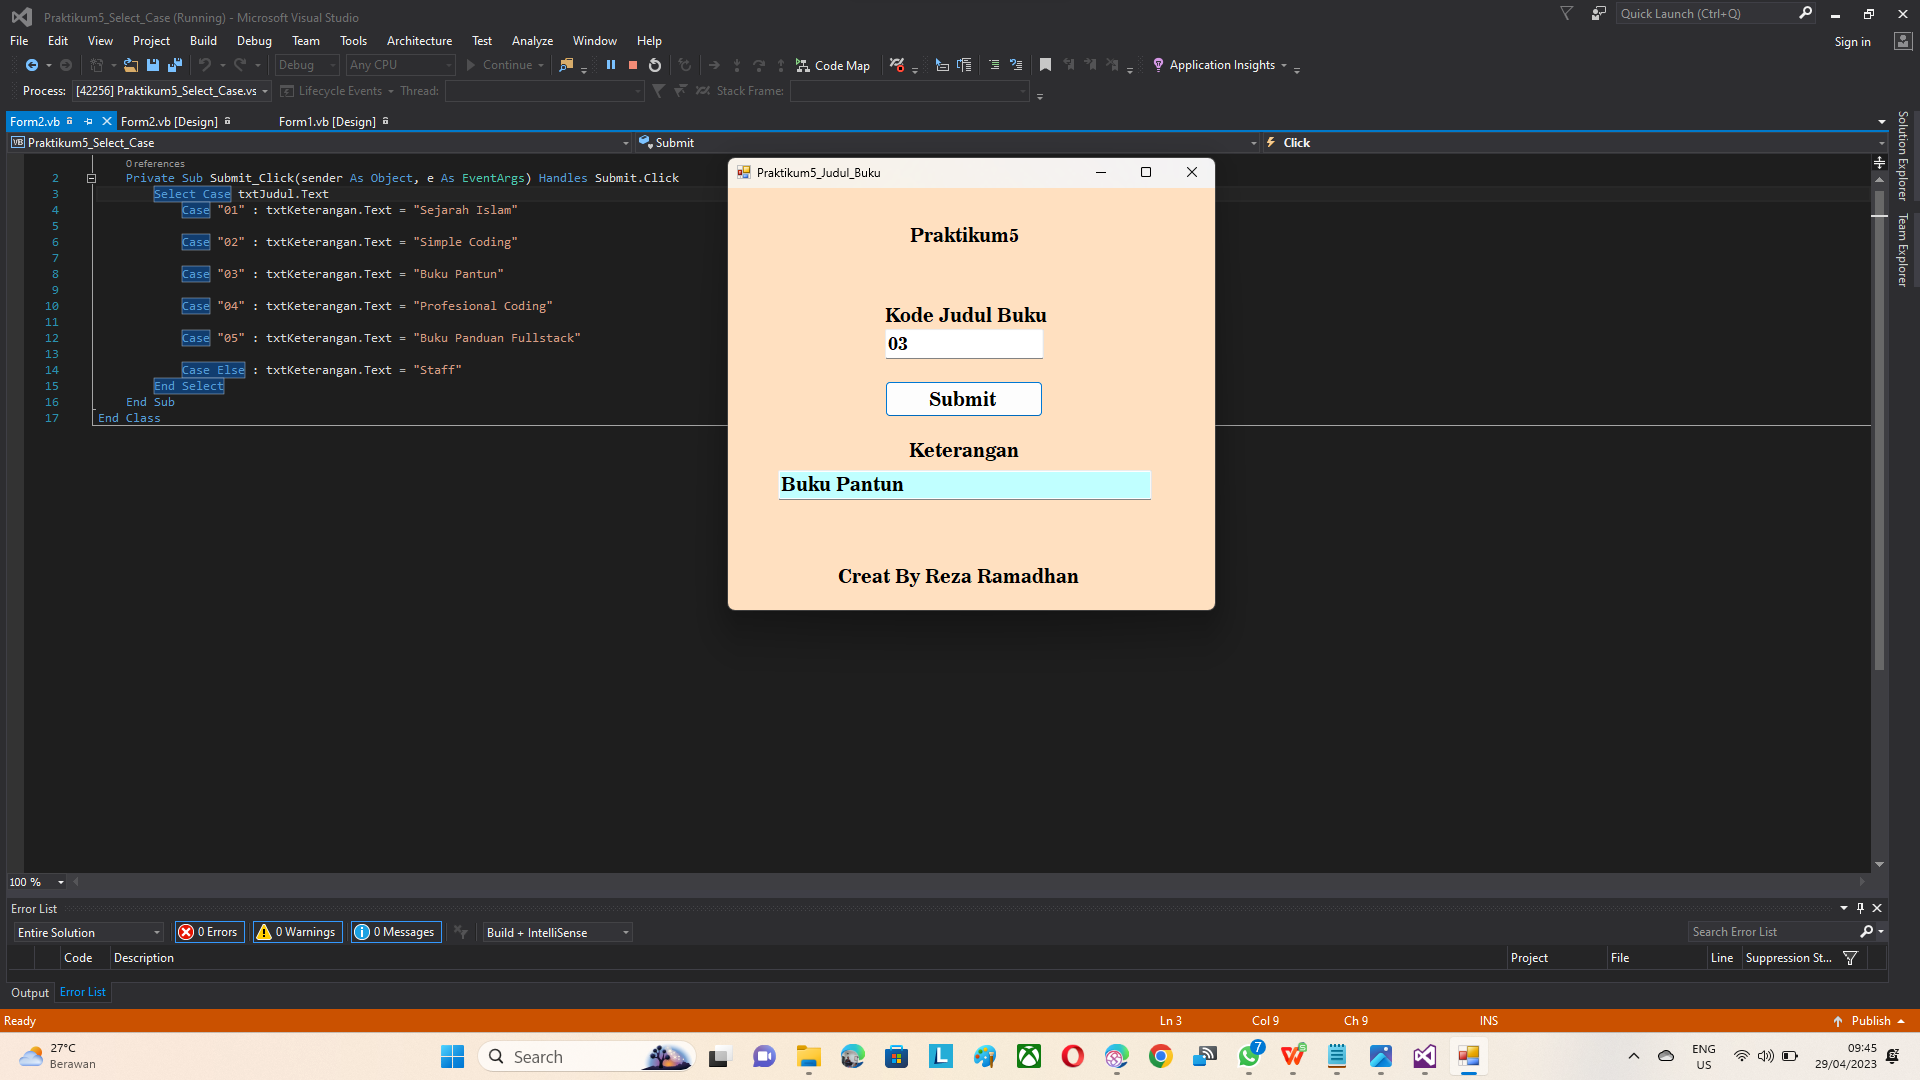 Praktikum5_Select_Case (Running) - Microsoft Visual Studio
Quick Launch (Ctrl+Q)
File Edit View Project Build Debug Team Tools Architecture Test Analyze Window Help
Sign in
Debug Any CPU Continue Code Map Application Insights
Process: [42256] Praktikum5_Select_Case.vs Lifecycle Events Thread: Stack Frame:
Form2.vb Form2.vb [Design] Form1.vb [Design]
VB Praktikum5_Select_Case Submit Click
Solution Explorer
Team Explorer
0 references
2 Private Sub Submit_Click(sender As Object, e As EventArgs) Handles Submit.Click
3 Select Case txtJudul.Text
4 Case "01" : txtKeterangan.Text = "Sejarah Islam"
5
6 Case "02" : txtKeterangan.Text = "Simple Coding"
7
8 Case "03" : txtKeterangan.Text = "Buku Pantun"
9
10 Case "04" : txtKeterangan.Text = "Profesional Coding"
11
12 Case "05" : txtKeterangan.Text = "Buku Panduan Fullstack"
13
14 Case Else : txtKeterangan.Text = "Staff"
15 End Select
16 End Sub
17 End Class
Praktikum5_Judul_Buku
Praktikum5
Kode Judul Buku
03
Submit
Keterangan
Buku Pantun
Creat By Reza Ramadhan
100 %
Error List
Entire Solution 0 Errors 0 Warnings 0 Messages Build + IntelliSense Search Error List
Code Description Project File Line Suppression St...
Output Error List
Ready Ln 3 Col 9 Ch 9 INS Publish
27°C
Berawan
Search
L
7
W
S
ENG
US
09:45
29/04/2023